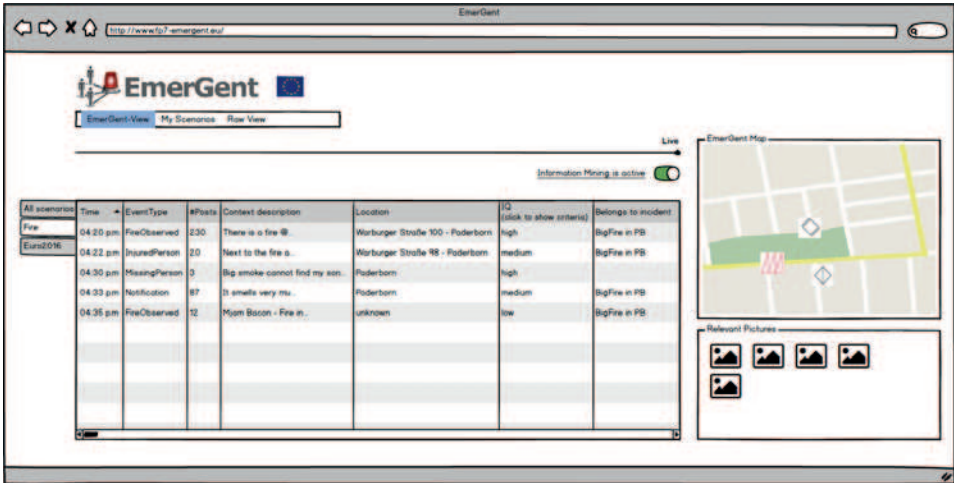 EmerGent
http://www.fp7-emergent.eu/
EmerGent
EmerGent-View My Scenarios Raw View
Live
Information Mining is active
All scenarios
Fire
Euro2016
Time EventType #Posts Context description Location IQ (click to show criteria) Belongs to incident
04:20 pm FireObserved 230 There is a fire @... Warburger Straße 100 - Paderborn high BigFire in PB
04:22 pm InjuredPerson 20 Next to the fire a... Warburger Straße 98 - Paderborn medium BigFire in PB
04:30 pm MissingPerson 3 Big smoke cannot find my son... Paderborn high
04:33 pm Notification 87 It smells very mu... Paderborn medium BigFire in PB
04:35 pm FireObserved 12 Mjam Bacon - Fire in... unknown low BigFire in PB
EmerGent Map
Relevant Pictures